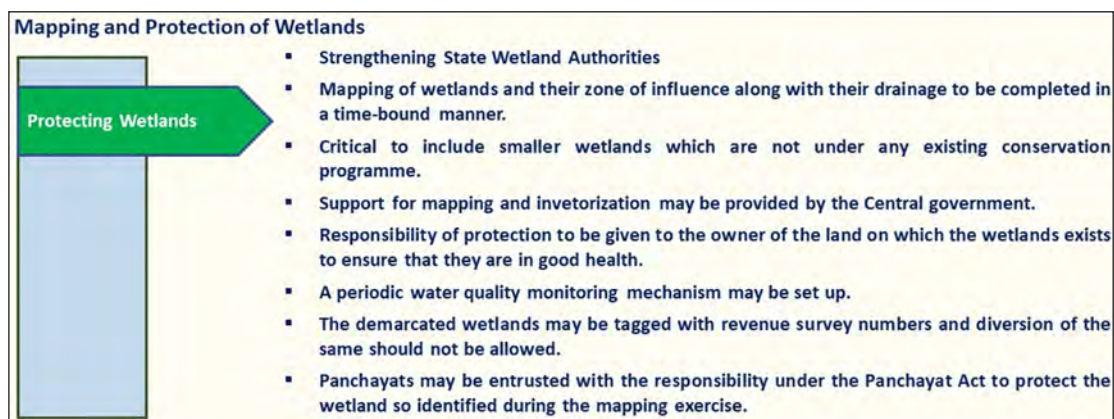 Mapping and Protection of Wetlands
Protecting Wetlands
▪ Strengthening State Wetland Authorities
▪ Mapping of wetlands and their zone of influence along with their drainage to be completed in
a time-bound manner.
▪ Critical to include smaller wetlands which are not under any existing conservation
programme.
▪ Support for mapping and invetorization may be provided by the Central government.
▪ Responsibility of protection to be given to the owner of the land on which the wetlands exists
to ensure that they are in good health.
▪ A periodic water quality monitoring mechanism may be set up.
▪ The demarcated wetlands may be tagged with revenue survey numbers and diversion of the
same should not be allowed.
▪ Panchayats may be entrusted with the responsibility under the Panchayat Act to protect the
wetland so identified during the mapping exercise.